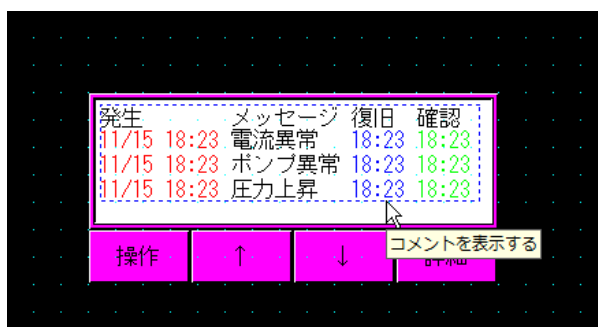 発生 メッセージ 復旧 確認
11/15 18:23 電流異常 18:23 18:23
11/15 18:23 ポンプ異常 18:23 18:23
11/15 18:23 圧力上昇 18:23 18:23
コメントを表示する
操作 ↑ ↓